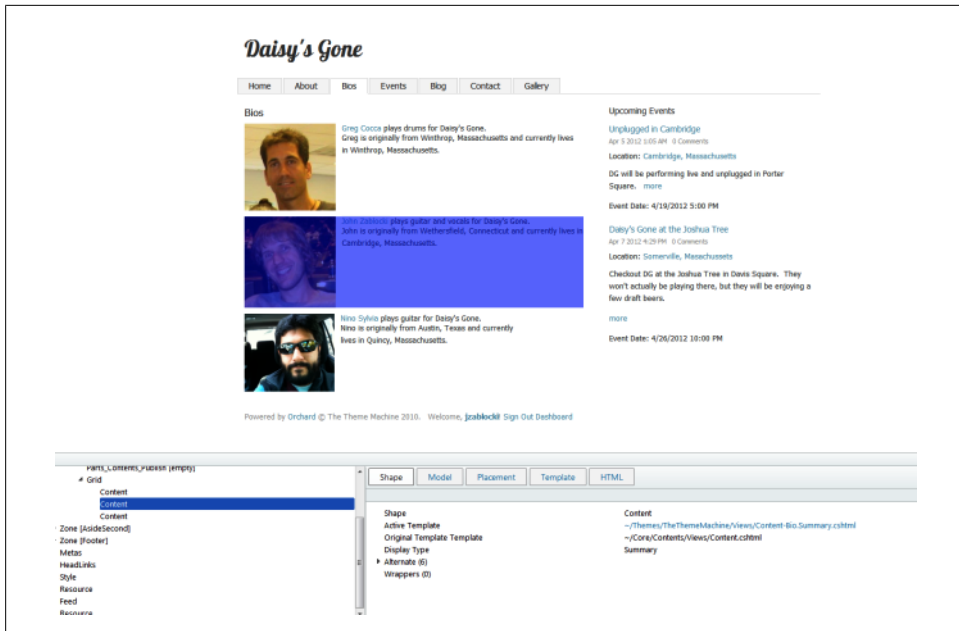 Daisy's Gone
Home About Bios Events Blog Contact Gallery
Bios
Greg Cocca plays drums for Daisy's Gone.
Greg is originally from Winthrop, Massachusetts and currently lives
in Winthrop, Massachusetts.
John Zablocki plays guitar and vocals for Daisy's Gone.
John is originally from Wethersfield, Connecticut and currently lives in
Cambridge, Massachusetts.
Nino Sylvia plays guitar for Daisy's Gone.
Nino is originally from Austin, Texas and currently
lives in Quincy, Massachusetts.
Upcoming Events
Unplugged in Cambridge
Apr 5 2012 1:05 AM 0 Comments
Location: Cambridge, Massachusetts
DG will be performing live and unplugged in Porter
Square. more
Event Date: 4/19/2012 5:00 PM
Daisy's Gone at the Joshua Tree
Apr 7 2012 4:29 PM 0 Comments
Location: Somerville, Masachussets
Checkout DG at the Joshua Tree in Davis Square. They
won't actually be playing there, but they will be enjoying a
few draft beers.
more
Event Date: 4/26/2012 10:00 PM
Powered by Orchard © The Theme Machine 2010. Welcome, jzablocki! Sign Out Dashboard
Parts_Contents_Publish [empty]
Grid
Content
Content
Content
Zone [AsideSecond]
Zone [Footer]
Metas
HeadLinks
Style
Resource
Feed
Resource
Shape Model Placement Template HTML
Shape Content
Active Template ~/Themes/TheThemeMachine/Views/Content-Bio.Summary.cshtml
Original Template Template ~/Core/Contents/Views/Content.cshtml
Display Type Summary
Alternate (6)
Wrappers (0)